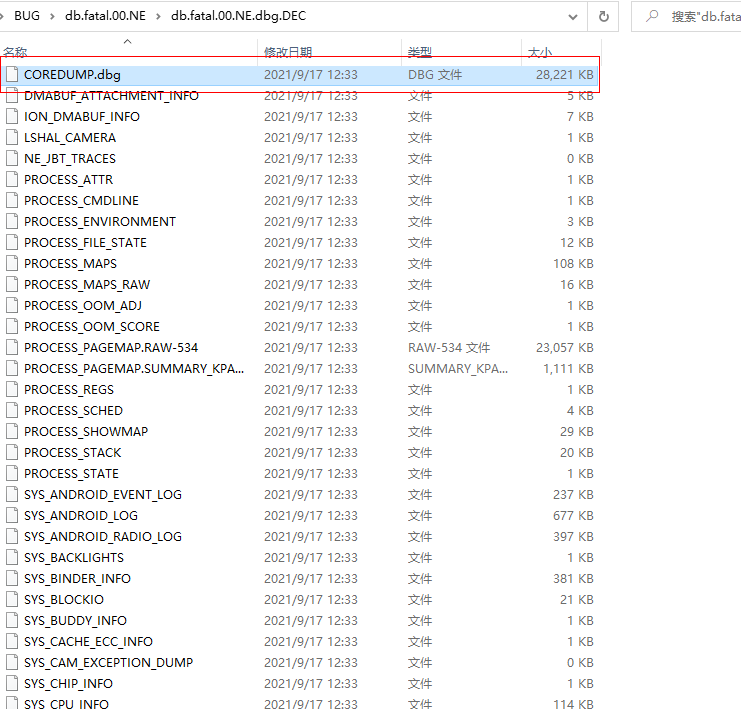 BUG > db.fatal.00.NE > db.fatal.00.NE.dbg.DEC 搜索"db.fata
名称 修改日期 类型 大小
COREDUMP.dbg 2021/9/17 12:33 DBG 文件 28,221 KB
DMABUF_ATTACHMENT_INFO 2021/9/17 12:33 文件 5 KB
ION_DMABUF_INFO 2021/9/17 12:33 文件 7 KB
LSHAL_CAMERA 2021/9/17 12:33 文件 1 KB
NE_JBT_TRACES 2021/9/17 12:33 文件 0 KB
PROCESS_ATTR 2021/9/17 12:33 文件 1 KB
PROCESS_CMDLINE 2021/9/17 12:33 文件 1 KB
PROCESS_ENVIRONMENT 2021/9/17 12:33 文件 3 KB
PROCESS_FILE_STATE 2021/9/17 12:33 文件 12 KB
PROCESS_MAPS 2021/9/17 12:33 文件 108 KB
PROCESS_MAPS_RAW 2021/9/17 12:33 文件 16 KB
PROCESS_OOM_ADJ 2021/9/17 12:33 文件 1 KB
PROCESS_OOM_SCORE 2021/9/17 12:33 文件 1 KB
PROCESS_PAGEMAP.RAW-534 2021/9/17 12:33 RAW-534 文件 23,057 KB
PROCESS_PAGEMAP.SUMMARY_KPA... 2021/9/17 12:33 SUMMARY_KPA... 1,111 KB
PROCESS_REGS 2021/9/17 12:33 文件 1 KB
PROCESS_SCHED 2021/9/17 12:33 文件 4 KB
PROCESS_SHOWMAP 2021/9/17 12:33 文件 29 KB
PROCESS_STACK 2021/9/17 12:33 文件 20 KB
PROCESS_STATE 2021/9/17 12:33 文件 1 KB
SYS_ANDROID_EVENT_LOG 2021/9/17 12:33 文件 237 KB
SYS_ANDROID_LOG 2021/9/17 12:33 文件 677 KB
SYS_ANDROID_RADIO_LOG 2021/9/17 12:33 文件 397 KB
SYS_BACKLIGHTS 2021/9/17 12:33 文件 1 KB
SYS_BINDER_INFO 2021/9/17 12:33 文件 381 KB
SYS_BLOCKIO 2021/9/17 12:33 文件 21 KB
SYS_BUDDY_INFO 2021/9/17 12:33 文件 1 KB
SYS_CACHE_ECC_INFO 2021/9/17 12:33 文件 1 KB
SYS_CAM_EXCEPTION_DUMP 2021/9/17 12:33 文件 0 KB
SYS_CHIP_INFO 2021/9/17 12:33 文件 1 KB
SYS_CPU_INFO 2021/9/17 12:33 文件 114 KB